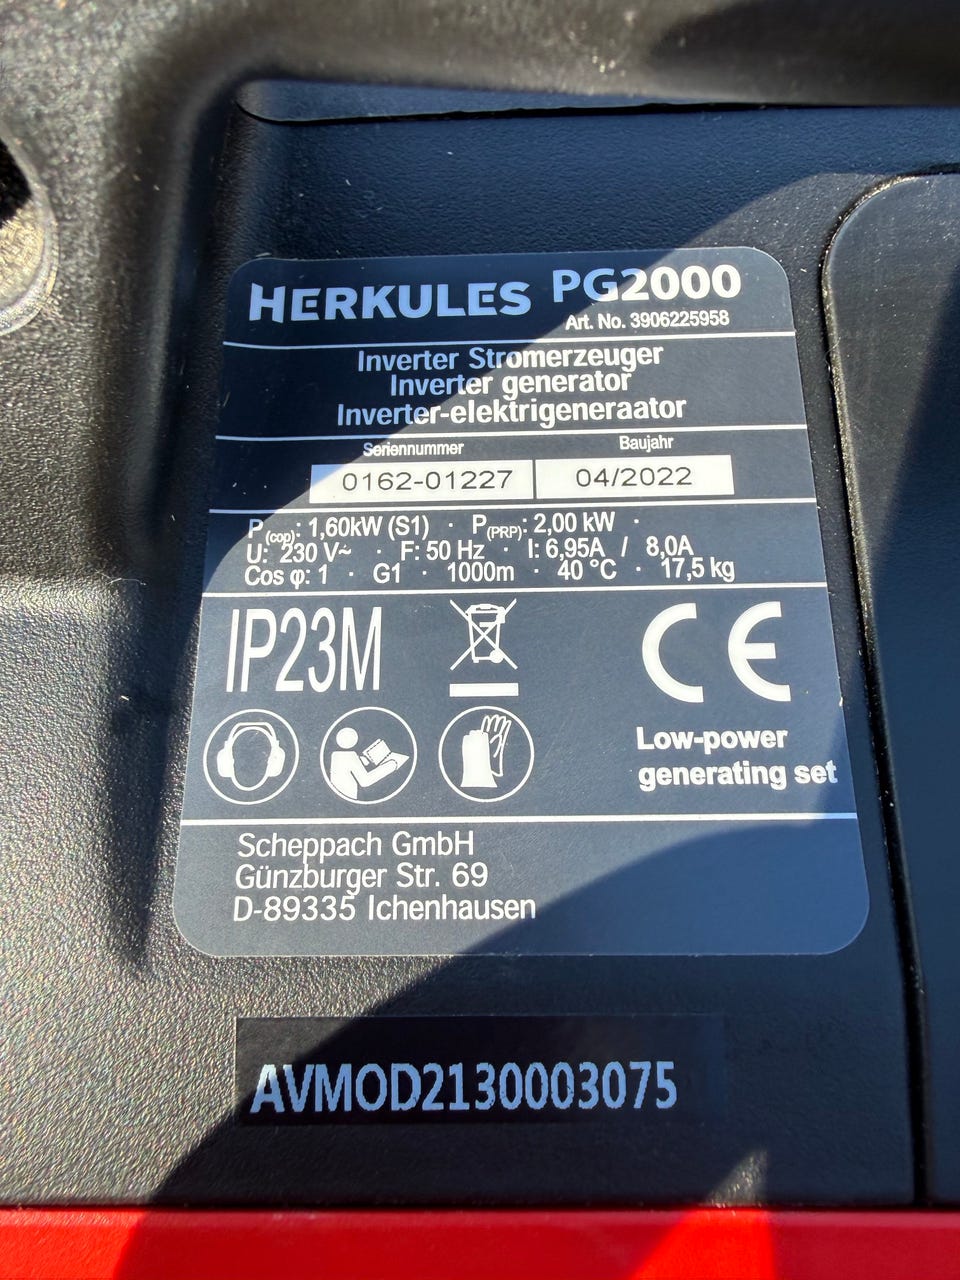 HERKULES PG2000
Art. No. 3906225958
Inverter Stromerzeuger
Inverter generator
Inverter-elektrigeneraator
Seriennummer Baujahr
0162-01227 04/2022
P(cop): 1,60kW (S1) · P(PRP): 2,00 kW ·
U: 230 V~ · F: 50 Hz · I: 6,95A / 8,0A
Cos φ: 1 · G1 · 1000m · 40 °C · 17,5 kg
IP23M
CE
Low-power
generating set
Scheppach GmbH
Günzburger Str. 69
D-89335 Ichenhausen
AVMOD2130003075